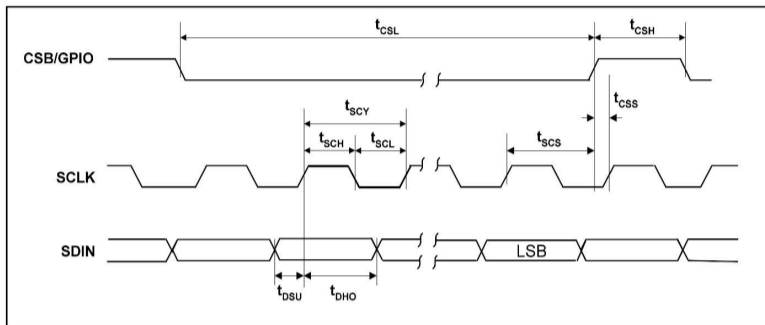 tCSL
tCSH
CSB/GPIO
tCSS
tSCY
tSCH
tSCL
tSCS
SCLK
SDIN
LSB
tDSU
tDHO